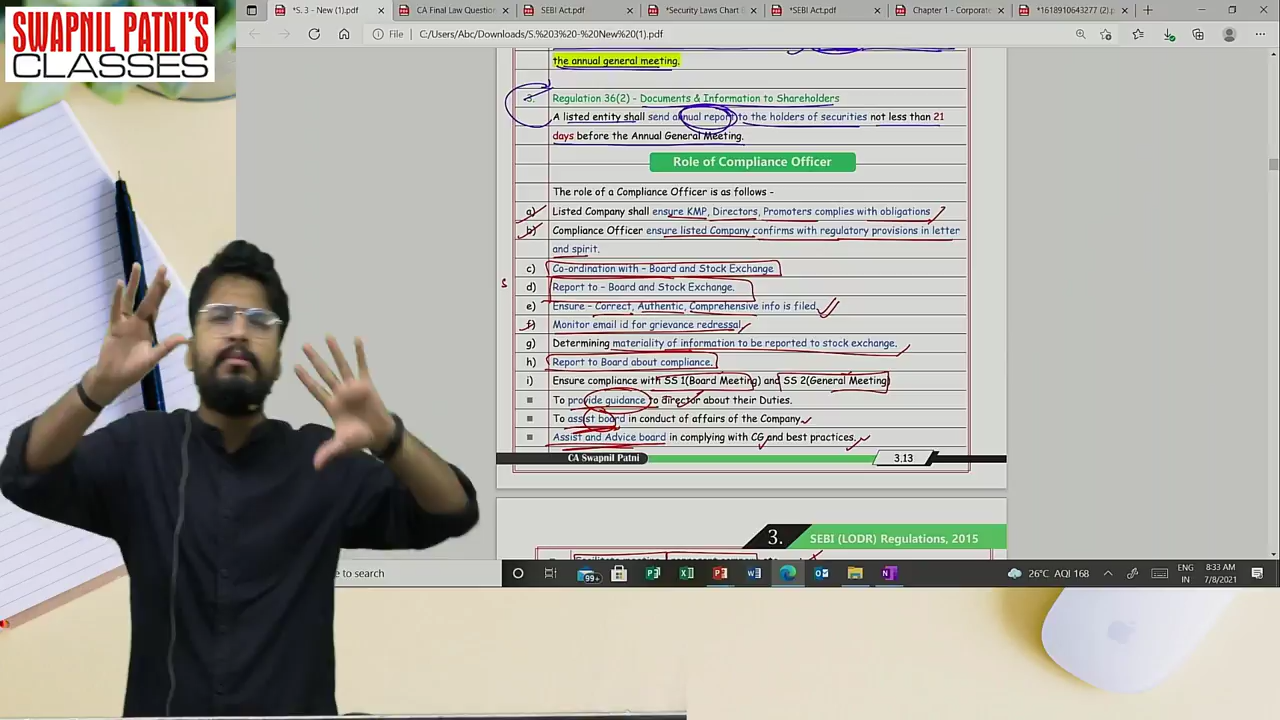 SWAPNIL PATNI'S
CLASSES
*S. 3 - New (1).pdf
CA Final Law Question
SEBI Act.pdf
*Security Laws Chart
*SEBI Act.pdf
Chapter 1 - Corporate
*1618910643277 (2).p
File
C:/Users/Abc/Downloads/S.%203%20-%20New%20(1).pdf
the annual general meeting.
3. Regulation 36(2) - Documents & Information to Shareholders
A listed entity shall send annual report to the holders of securities not less than 21
days before the Annual General Meeting.
Role of Compliance Officer
The role of a Compliance Officer is as follows -
a) Listed Company shall ensure KMP, Directors, Promoters complies with obligations
b) Compliance Officer ensure listed Company confirms with regulatory provisions in letter
and spirit.
c) Co-ordination with - Board and Stock Exchange
d) Report to - Board and Stock Exchange.
e) Ensure - Correct, Authentic, Comprehensive info is filed.
f) Monitor email id for grievance redressal
g) Determining materiality of information to be reported to stock exchange.
h) Report to Board about compliance.
i) Ensure compliance with SS 1(Board Meeting) and SS 2(General Meeting)
■ To provide guidance to director about their Duties.
■ To assist board in conduct of affairs of the Company
■ Assist and Advice board in complying with CG and best practices.
CA Swapnil Patni
3.13
3. SEBI (LODR) Regulations, 2015
e to search
99+
26°C AQI 168
ENG
IN
8:33 AM
7/8/2021